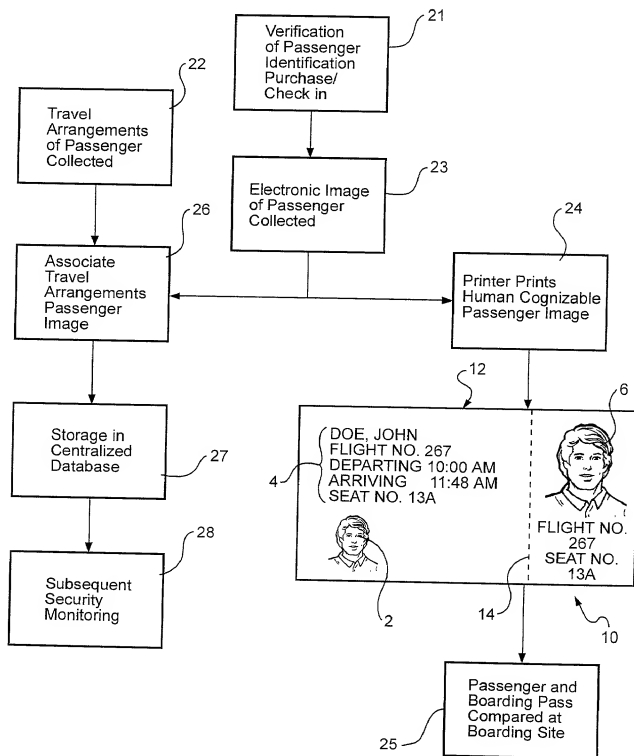 21
Verification
of Passenger
Identification
Purchase/
Check in
22
Travel
Arrangements
of Passenger
Collected
23
Electronic Image
of Passenger
Collected
26
Associate
Travel
Arrangements
Passenger
Image
24
Printer Prints
Human Cognizable
Passenger Image
12
6
4
DOE, JOHN
FLIGHT NO. 267
DEPARTING 10:00 AM
ARRIVING 11:48 AM
SEAT NO. 13A
2
14
FLIGHT NO.
267
SEAT NO.
13A
10
Storage in
Centralized
Database
27
28
Subsequent
Security
Monitoring
Passenger and
Boarding Pass
Compared at
Boarding Site
25